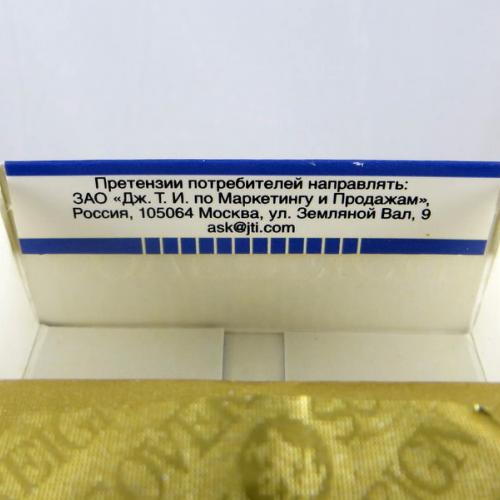 Претензии потребителей направлять:
ЗАО «Дж. Т. И. по Маркетингу и Продажам»,
Россия, 105064 Москва, ул. Земляной Вал, 9
ask@jti.com